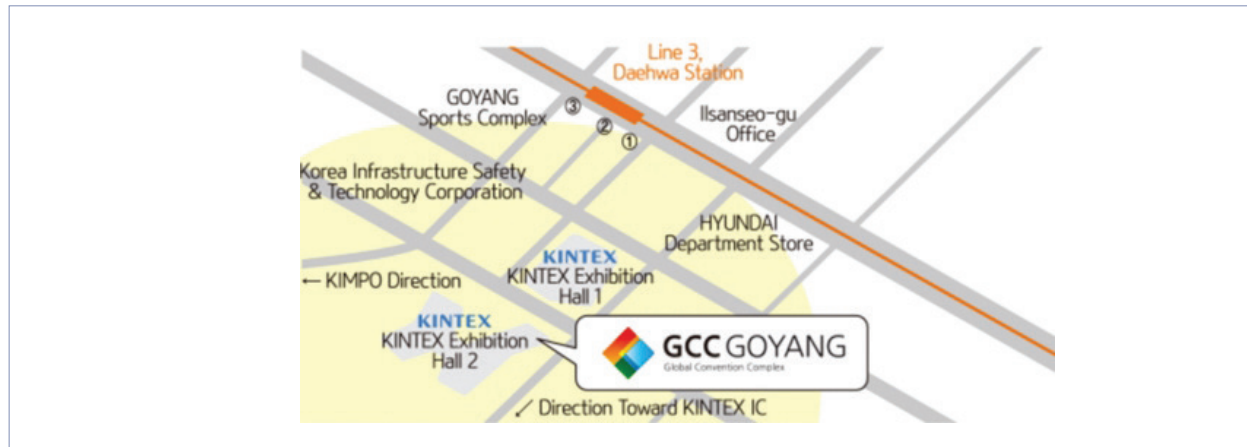 Line 3,
Daehwa Station
GOYANG
Sports Complex
③
②
①
Ilsanseo-gu
Office
Korea Infrastructure Safety
& Technology Corporation
HYUNDAI
Department Store
KINTEX
KINTEX Exhibition
Hall 1
← KIMPO Direction
KINTEX
KINTEX Exhibition
Hall 2
GCC GOYANG
Global Convention Complex
↙ Direction Toward KINTEX IC